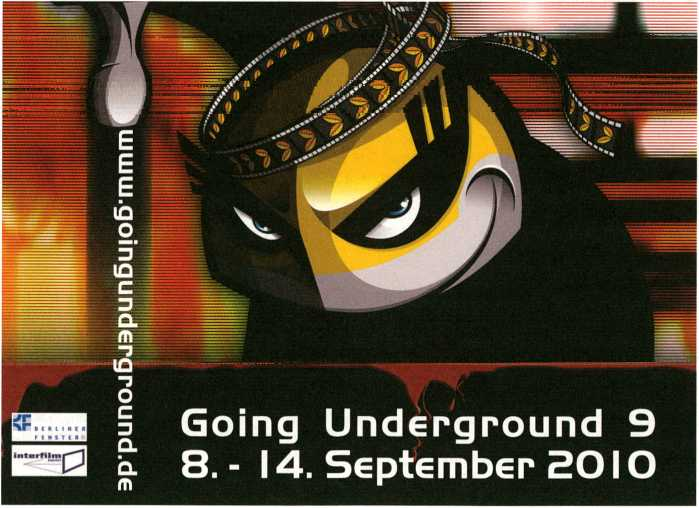 www.goingunderground.de
BERLINER
FENSTER
interfilm
Going Underground 9
8. - 14. September 2010